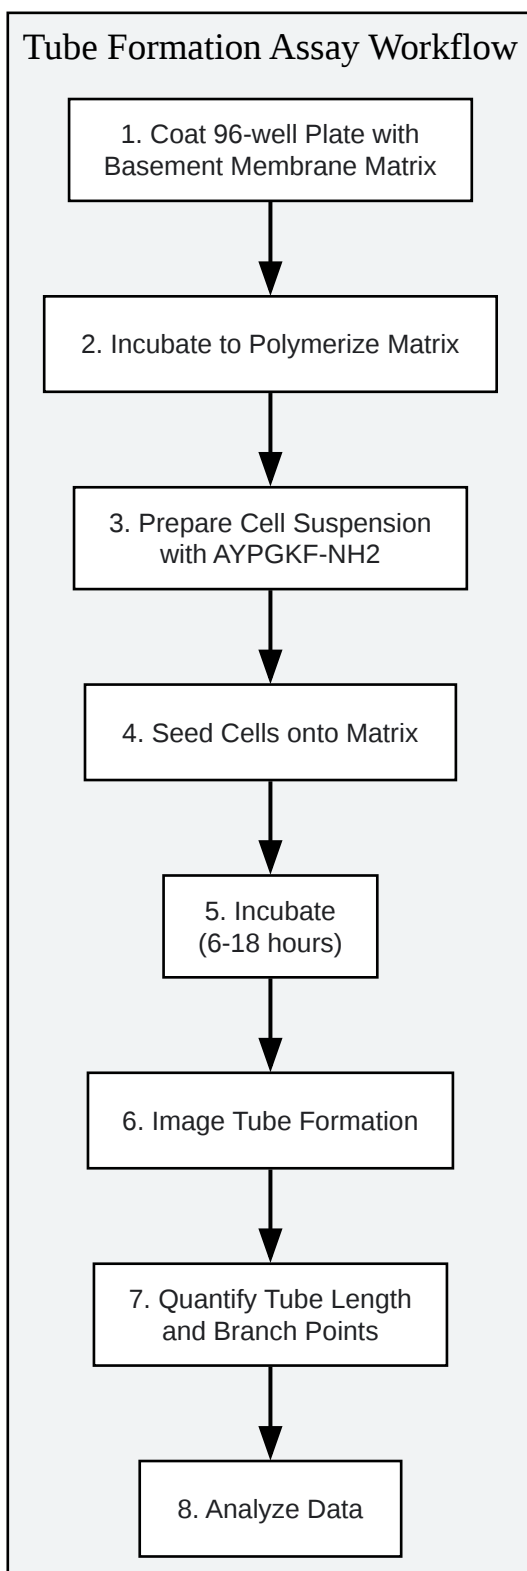 Tube Formation Assay Workflow
1. Coat 96-well Plate with
Basement Membrane Matrix
2. Incubate to Polymerize Matrix
3. Prepare Cell Suspension
with AYPGKF-NH2
4. Seed Cells onto Matrix
5. Incubate
(6-18 hours)
6. Image Tube Formation
7. Quantify Tube Length
and Branch Points
8. Analyze Data